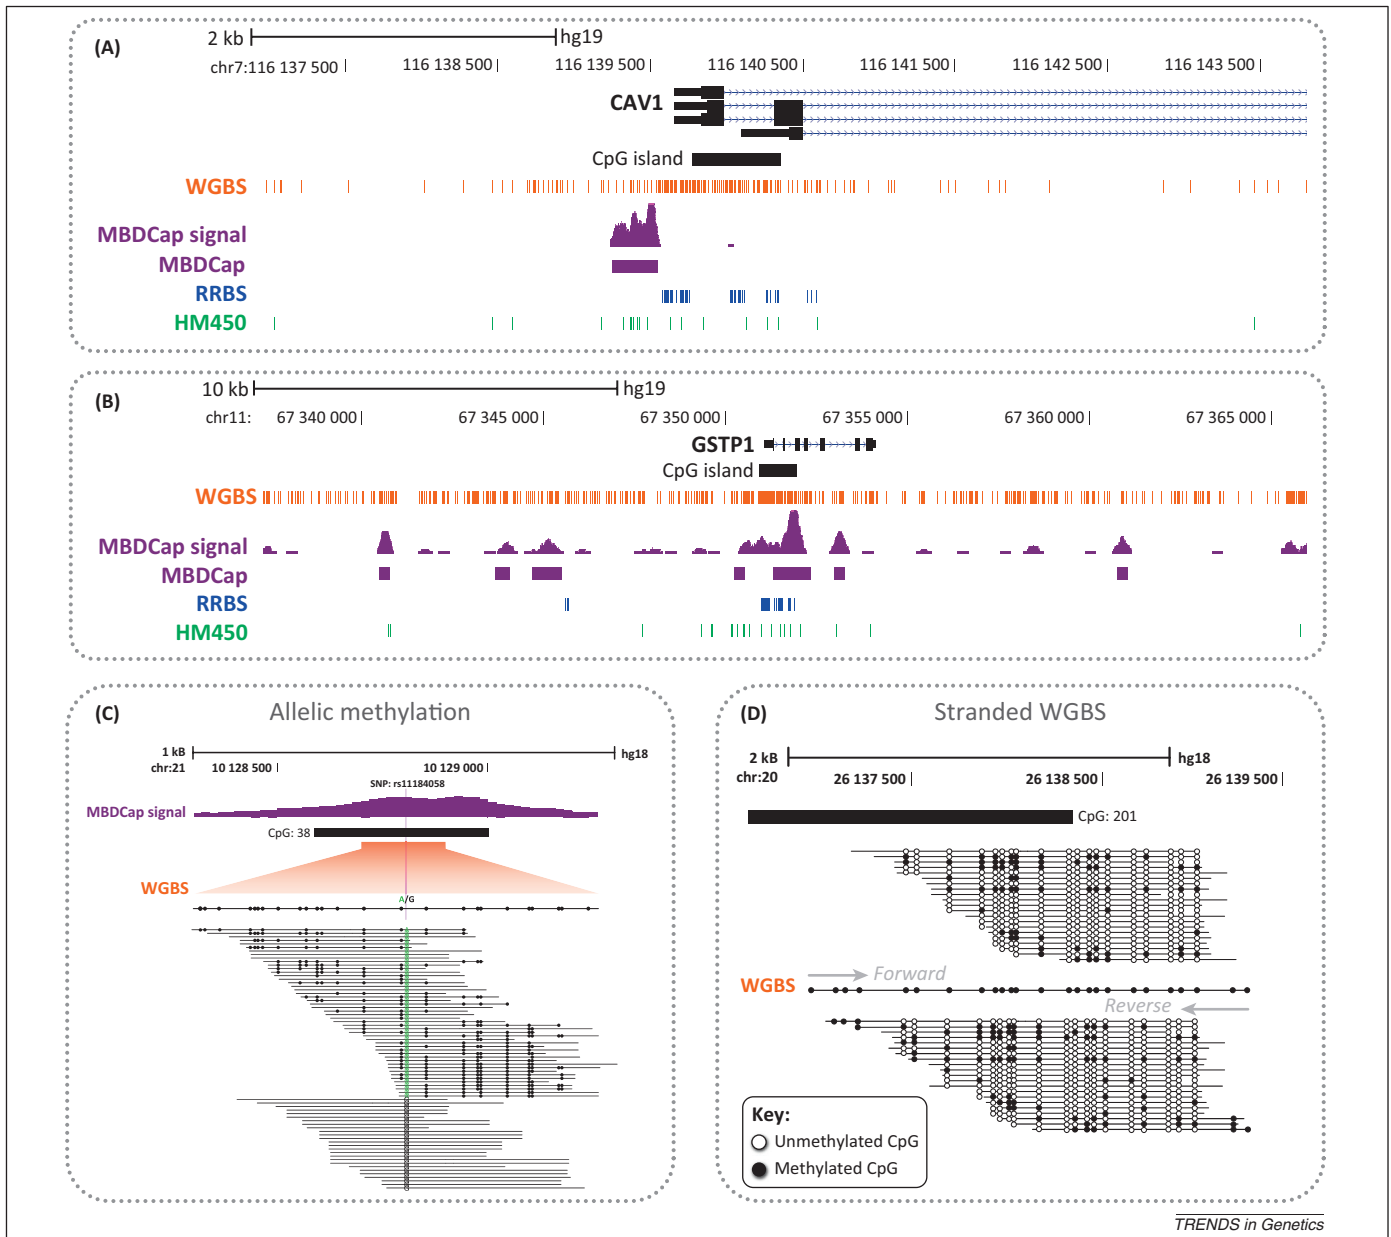 (A)
2 kb hg19
chr7: 116 137 500 116 138 500 116 139 500 116 140 500 116 141 500 116 142 500 116 143 500
CAV1
CpG island
WGBS
MBDCap signal
MBDCap
RRBS
HM450
(B)
10 kb hg19
chr11: 67 340 000 67 345 000 67 350 000 67 355 000 67 360 000 67 365 000
GSTP1
CpG island
WGBS
MBDCap signal
MBDCap
RRBS
HM450
(C) Allelic methylation
1 kB hg18
chr:21 10 128 500 10 129 000
SNP: rs11184058
MBDCap signal
CpG: 38
WGBS
A/G
(D) Stranded WGBS
2 kB hg18
chr:20 26 137 500 26 138 500 26 139 500
CpG: 201
Forward
WGBS
Reverse
Key:
Unmethylated CpG
Methylated CpG
TRENDS in Genetics